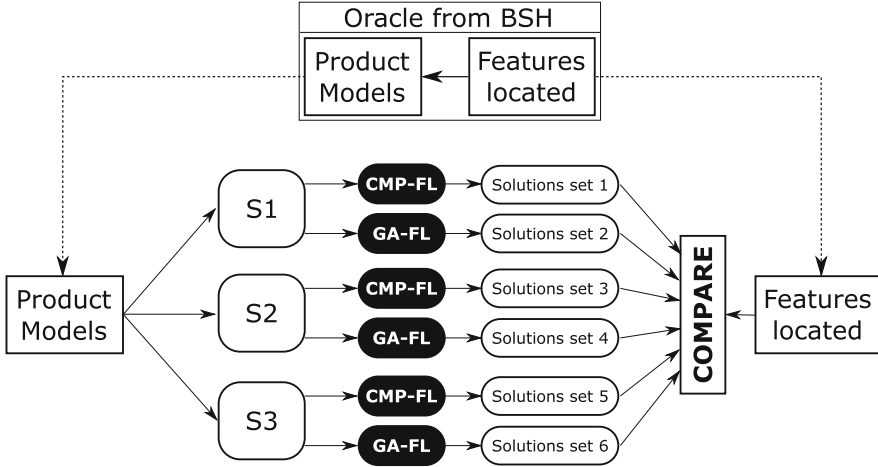 Oracle from BSH
Product
Models
Features
located
Product
Models
S1
CMP-FL
Solutions set 1
GA-FL
Solutions set 2
S2
CMP-FL
Solutions set 3
GA-FL
Solutions set 4
S3
CMP-FL
Solutions set 5
GA-FL
Solutions set 6
COMPARE
Features
located